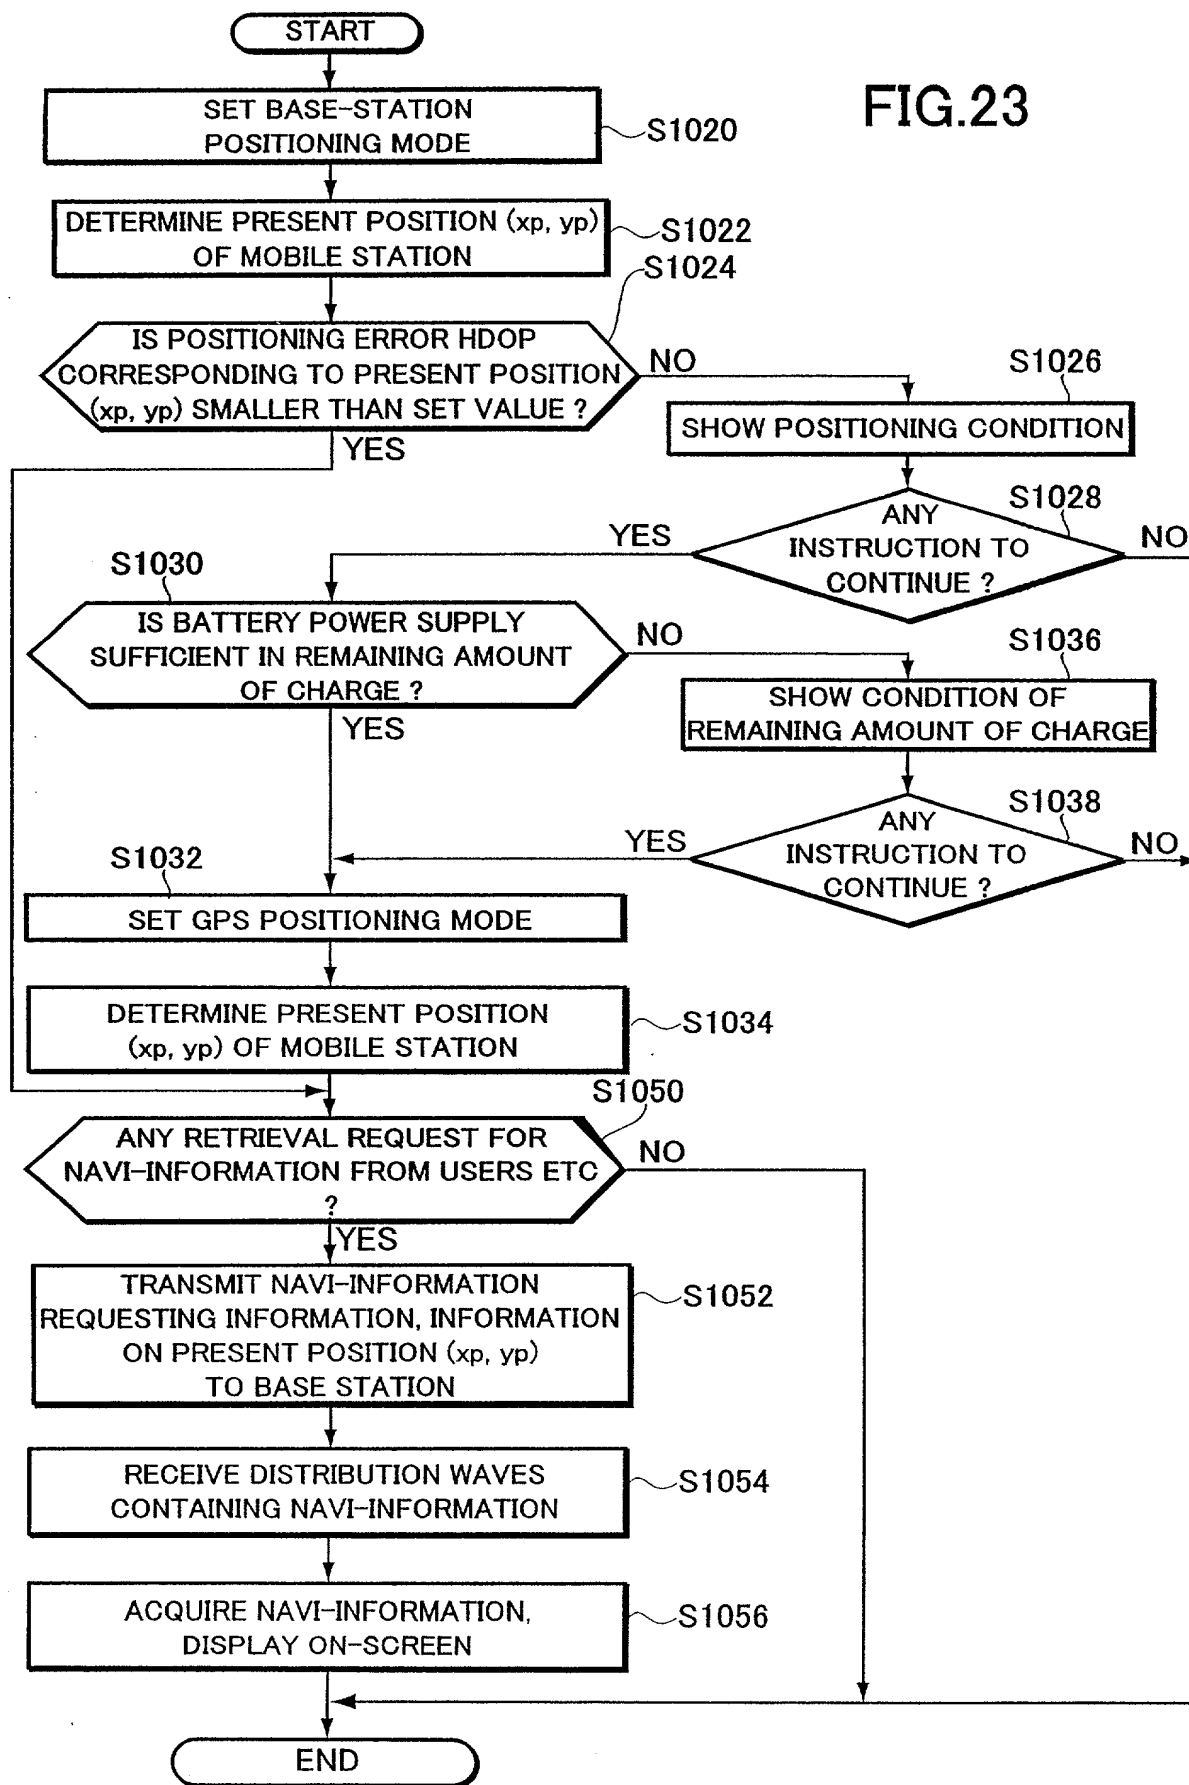 START
FIG.23
SET BASE-STATION
POSITIONING MODE
S1020
DETERMINE PRESENT POSITION (xp, yp)
OF MOBILE STATION
S1022
S1024
IS POSITIONING ERROR HDOP
CORRESPONDING TO PRESENT POSITION
(xp, yp) SMALLER THAN SET VALUE ?
NO
YES
S1026
SHOW POSITIONING CONDITION
S1028
ANY
INSTRUCTION TO
CONTINUE ?
YES
NO
S1030
IS BATTERY POWER SUPPLY
SUFFICIENT IN REMAINING AMOUNT
OF CHARGE ?
NO
YES
S1036
SHOW CONDITION OF
REMAINING AMOUNT OF CHARGE
S1038
ANY
INSTRUCTION TO
CONTINUE ?
YES
NO
S1032
SET GPS POSITIONING MODE
DETERMINE PRESENT POSITION
(xp, yp) OF MOBILE STATION
S1034
S1050
ANY RETRIEVAL REQUEST FOR
NAVI-INFORMATION FROM USERS ETC
?
NO
YES
TRANSMIT NAVI-INFORMATION
REQUESTING INFORMATION, INFORMATION
ON PRESENT POSITION (xp, yp)
TO BASE STATION
S1052
RECEIVE DISTRIBUTION WAVES
CONTAINING NAVI-INFORMATION
S1054
ACQUIRE NAVI-INFORMATION,
DISPLAY ON-SCREEN
S1056
END